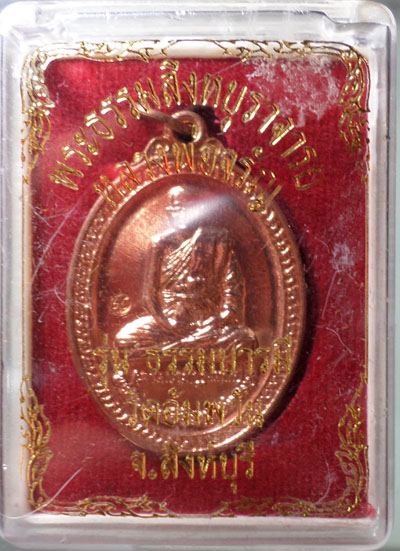 พระธรรมสิงหบุราจารย์
หลวงพ่อจรัญ
รุ่น ธรรมบารมี
วัดอัมพวัน
จ.สิงห์บุรี